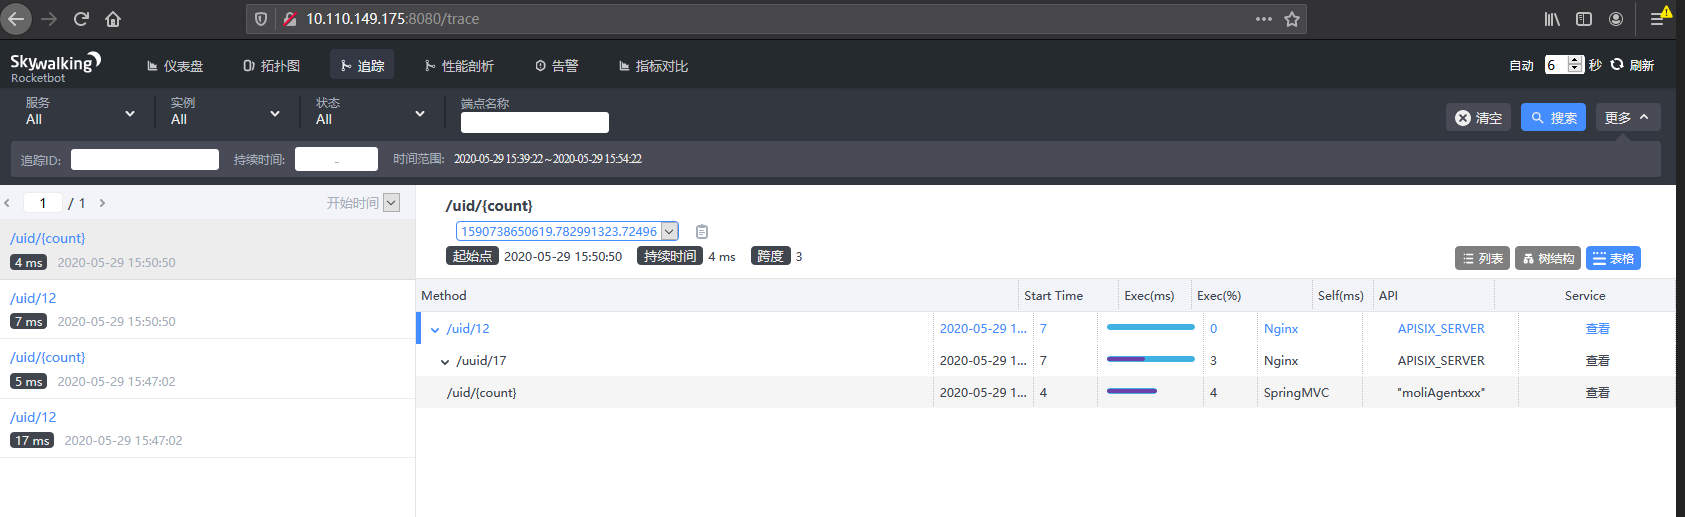 10.110.149.175:8080/trace
Skywalking
Rocketbot
仪表盘 拓扑图 追踪 性能剖析 告警 指标对比
自动 6 秒 刷新
服务 实例 状态 端点名称
All All All
清空 搜索 更多
追踪ID: 持续时间: - 时间范围: 2020-05-29 15:39:22 ~ 2020-05-29 15:54:22
1 / 1 开始时间
/uid/{count}
4 ms 2020-05-29 15:50:50
/uid/12
7 ms 2020-05-29 15:50:50
/uid/{count}
5 ms 2020-05-29 15:47:02
/uid/12
17 ms 2020-05-29 15:47:02
/uid/{count}
1590738650619.782991323.72496
起始点 2020-05-29 15:50:50 持续时间 4 ms 跨度 3
列表 树结构 表格
Method Start Time Exec(ms) Exec(%) Self(ms) API Service
/uid/12 2020-05-29 1... 7 0 Nginx APISIX_SERVER 查看
/uuid/17 2020-05-29 1... 7 3 Nginx APISIX_SERVER 查看
/uid/{count} 2020-05-29 1... 4 4 SpringMVC "moliAgentxxx" 查看